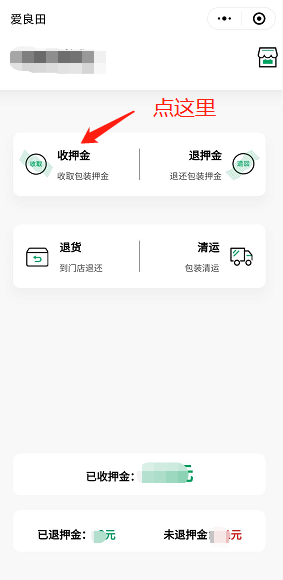 爱良田
点这里
收取
收押金
收取包装押金
退押金
退还包装押金
退货
到门店退还
清运
包装清运
已收押金：
元
已退押金：
元
未退押金
元